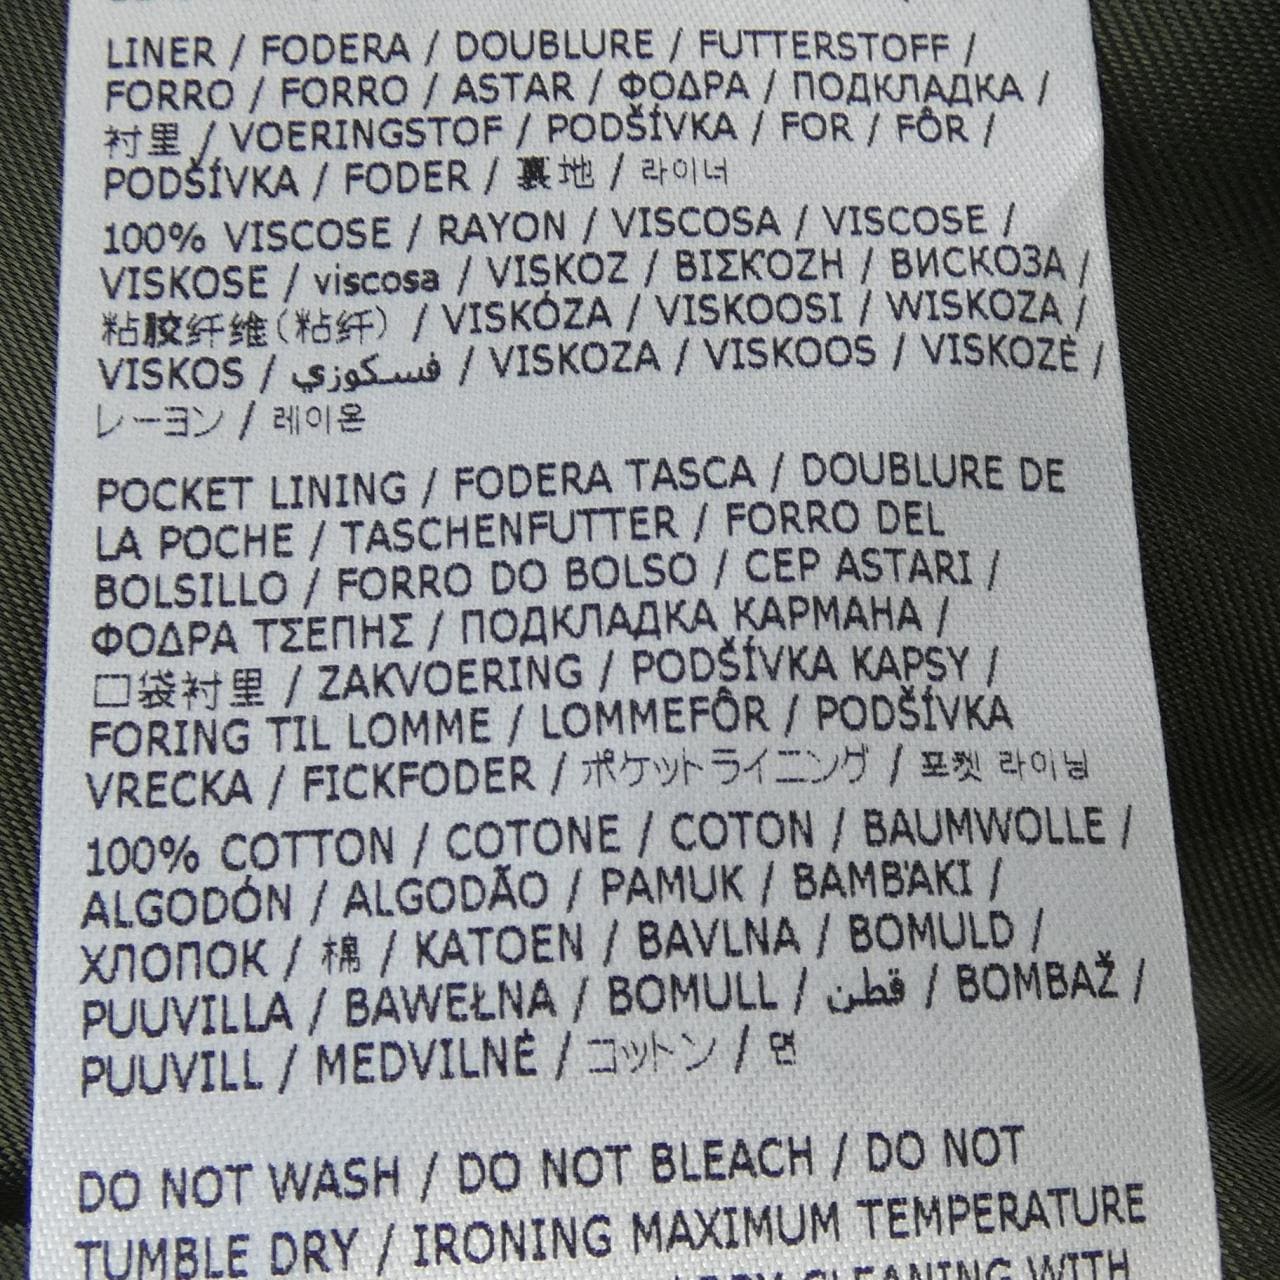 LINER / FODERA / DOUBLURE / FUTTERSTOFF /
FORRO / FORRO / ASTAR / ΦΟΔΡΑ / ПОДКЛАДКА /
衬里 / VOERINGSTOF / PODŠÍVKA / FOR / FÔR /
PODŠÍVKA / FODER / 裏地 / 라이너
100% VISCOSE / RAYON / VISCOSA / VISCOSE /
VISKOSE / viscosa / VISKOZ / ΒΙΣΚΌΖΗ / ВИСКОЗА /
粘胶纤维(粘纤) / VISKÓZA / VISKOOSI / WISKOZA /
VISKOS / فسكوزي / VISKOZA / VISKOOS / VISKOZĖ /
レーヨン / 레이온
POCKET LINING / FODERA TASCA / DOUBLURE DE
LA POCHE / TASCHENFUTTER / FORRO DEL
BOLSILLO / FORRO DO BOLSO / CEP ASTARI /
ΦΟΔΡΑ ΤΣΕΠΗΣ / ПОДКЛАДКА КАРМАНА /
口袋衬里 / ZAKVOERING / PODŠÍVKA KAPSY /
FORING TIL LOMME / LOMMEFÔR / PODŠÍVKA
VRECKA / FICKFODER / ポケットライニング / 포켓 라이닝
100% COTTON / COTONE / COTON / BAUMWOLLE /
ALGODÓN / ALGODÃO / PAMUK / ΒΑΜΒΆΚΙ /
ХЛОПОК / 棉 / KATOEN / BAVLNA / BOMULD /
PUUVILLA / BAWEŁNA / BOMULL / قطن / BOMBAŽ /
PUUVILL / MEDVILNĖ / コットン / 면
DO NOT WASH / DO NOT BLEACH / DO NOT
TUMBLE DRY / IRONING MAXIMUM TEMPERATURE
CLEANING WITH